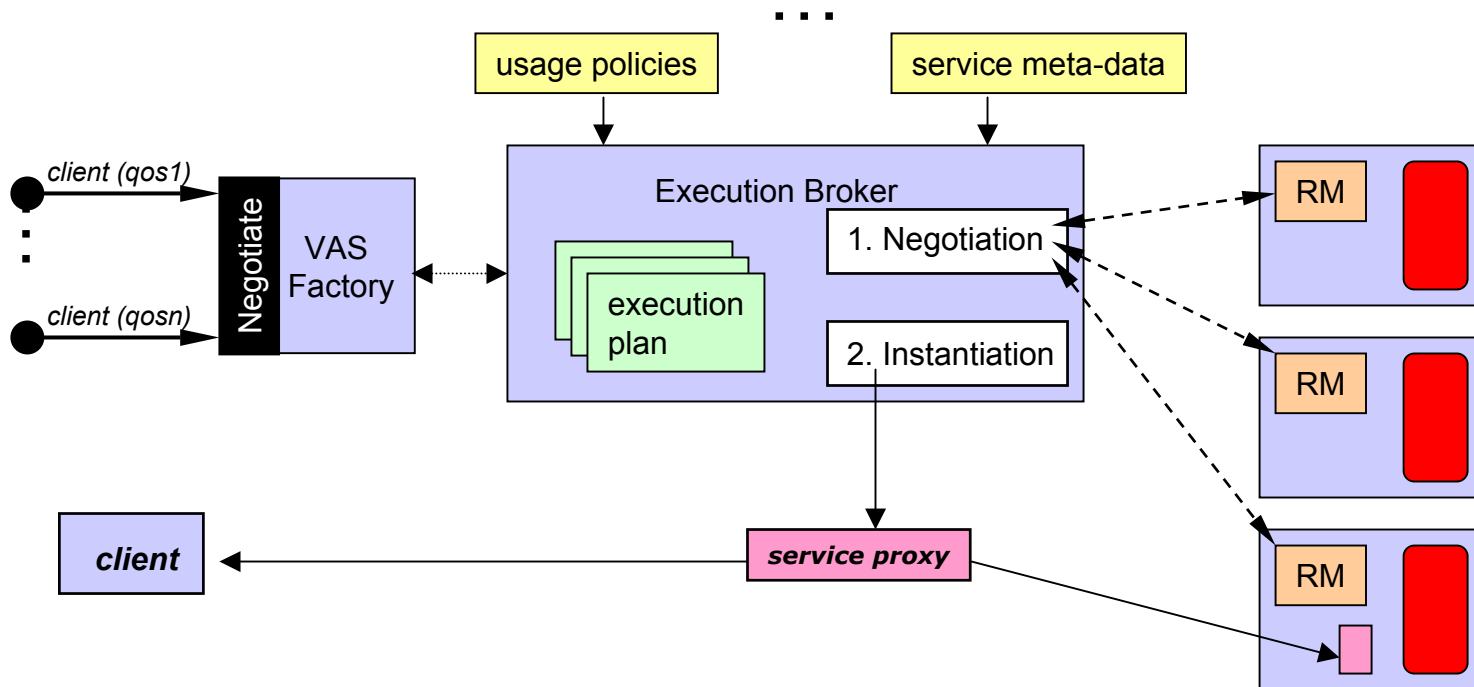 ...
usage policies
service meta-data
client (qos1)
Negotiate
VAS
Factory
client (qosn)
Execution Broker
1. Negotiation
execution
plan
2. Instantiation
RM
RM
RM
client
service proxy